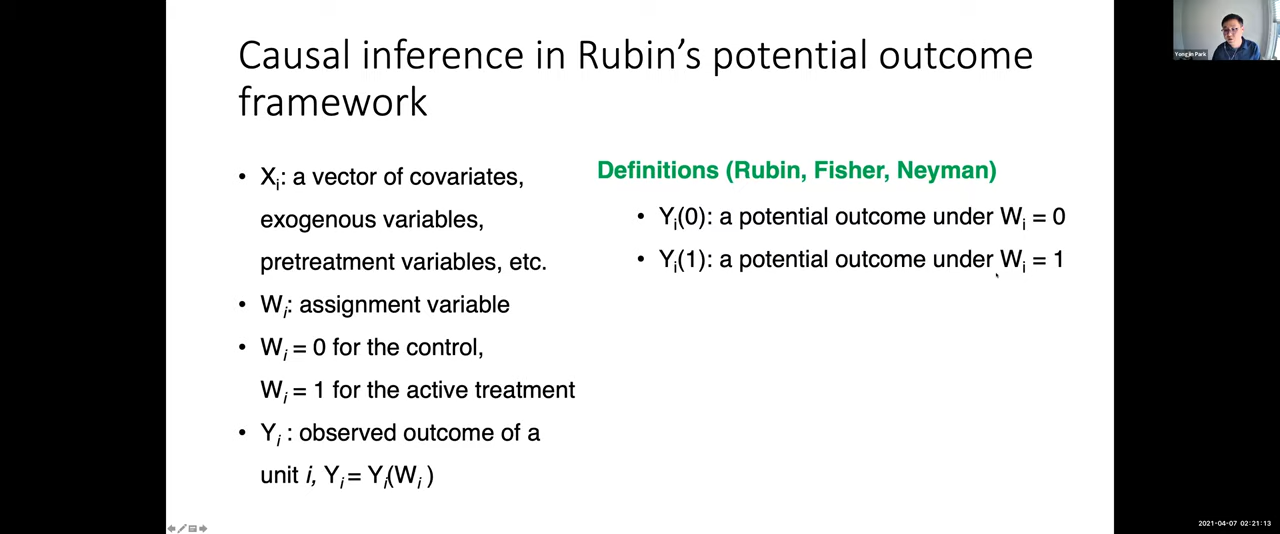 Causal inference in Rubin's potential outcome
framework
• Xi: a vector of covariates,
exogenous variables,
pretreatment variables, etc.
• Wi: assignment variable
• Wi = 0 for the control,
Wi = 1 for the active treatment
• Yi : observed outcome of a
unit i, Yi = Yi(Wi )
Definitions (Rubin, Fisher, Neyman)
• Yi(0): a potential outcome under Wi = 0
• Yi(1): a potential outcome under Wi = 1
Yongjin Park
2021-04-07 02:21:13